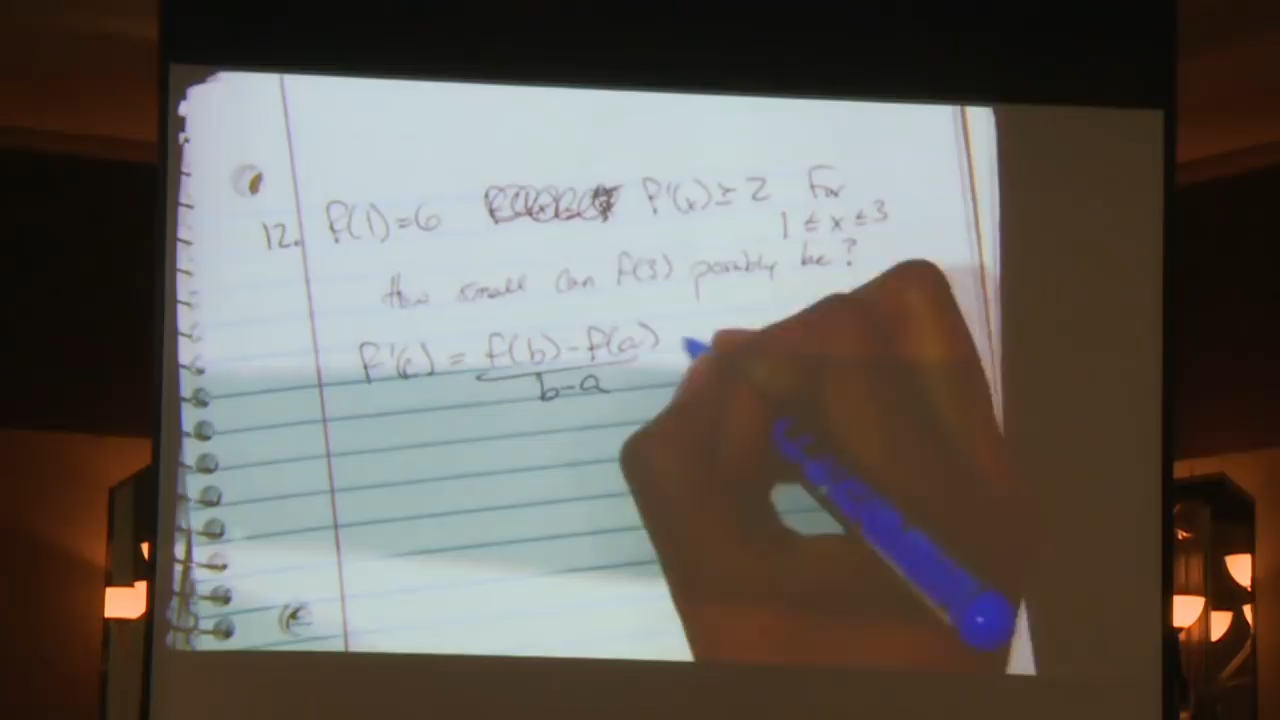 12. f(1)=6 f'(x) ≥ 2 For
1 ≤ x ≤ 3
How small can f(3) possibly be?
f'(c) = f(b)-f(a)
b-a